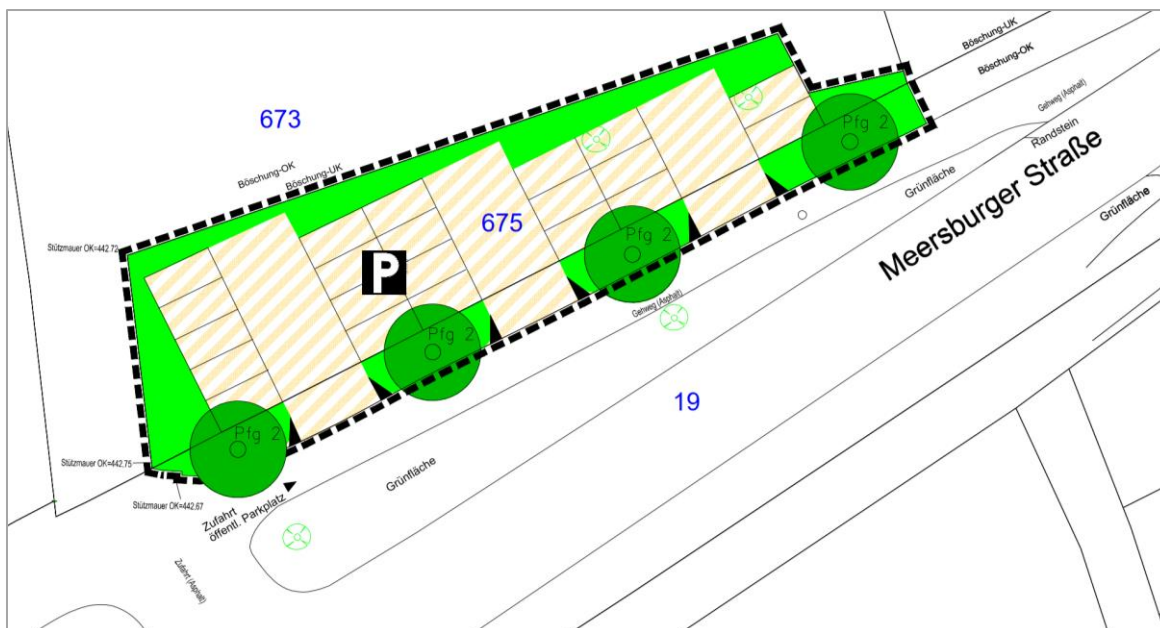 Böschung-UK
Böschung-OK
Gehweg (Asphalt)
Randstein
Meersburger Straße
Grünfläche
Grünfläche
673
Böschung-OK
Böschung-UK
Pfg 2
675
Pfg 2
Stützmauer OK=442.72
P
Gehweg (Asphalt)
Pfg 2
19
Pfg 2
Stützmauer OK=442.75
Grünfläche
Stützmauer OK=442.67
Zufahrt
öffentl. Parkplatz
Zufahrt (Asphalt)